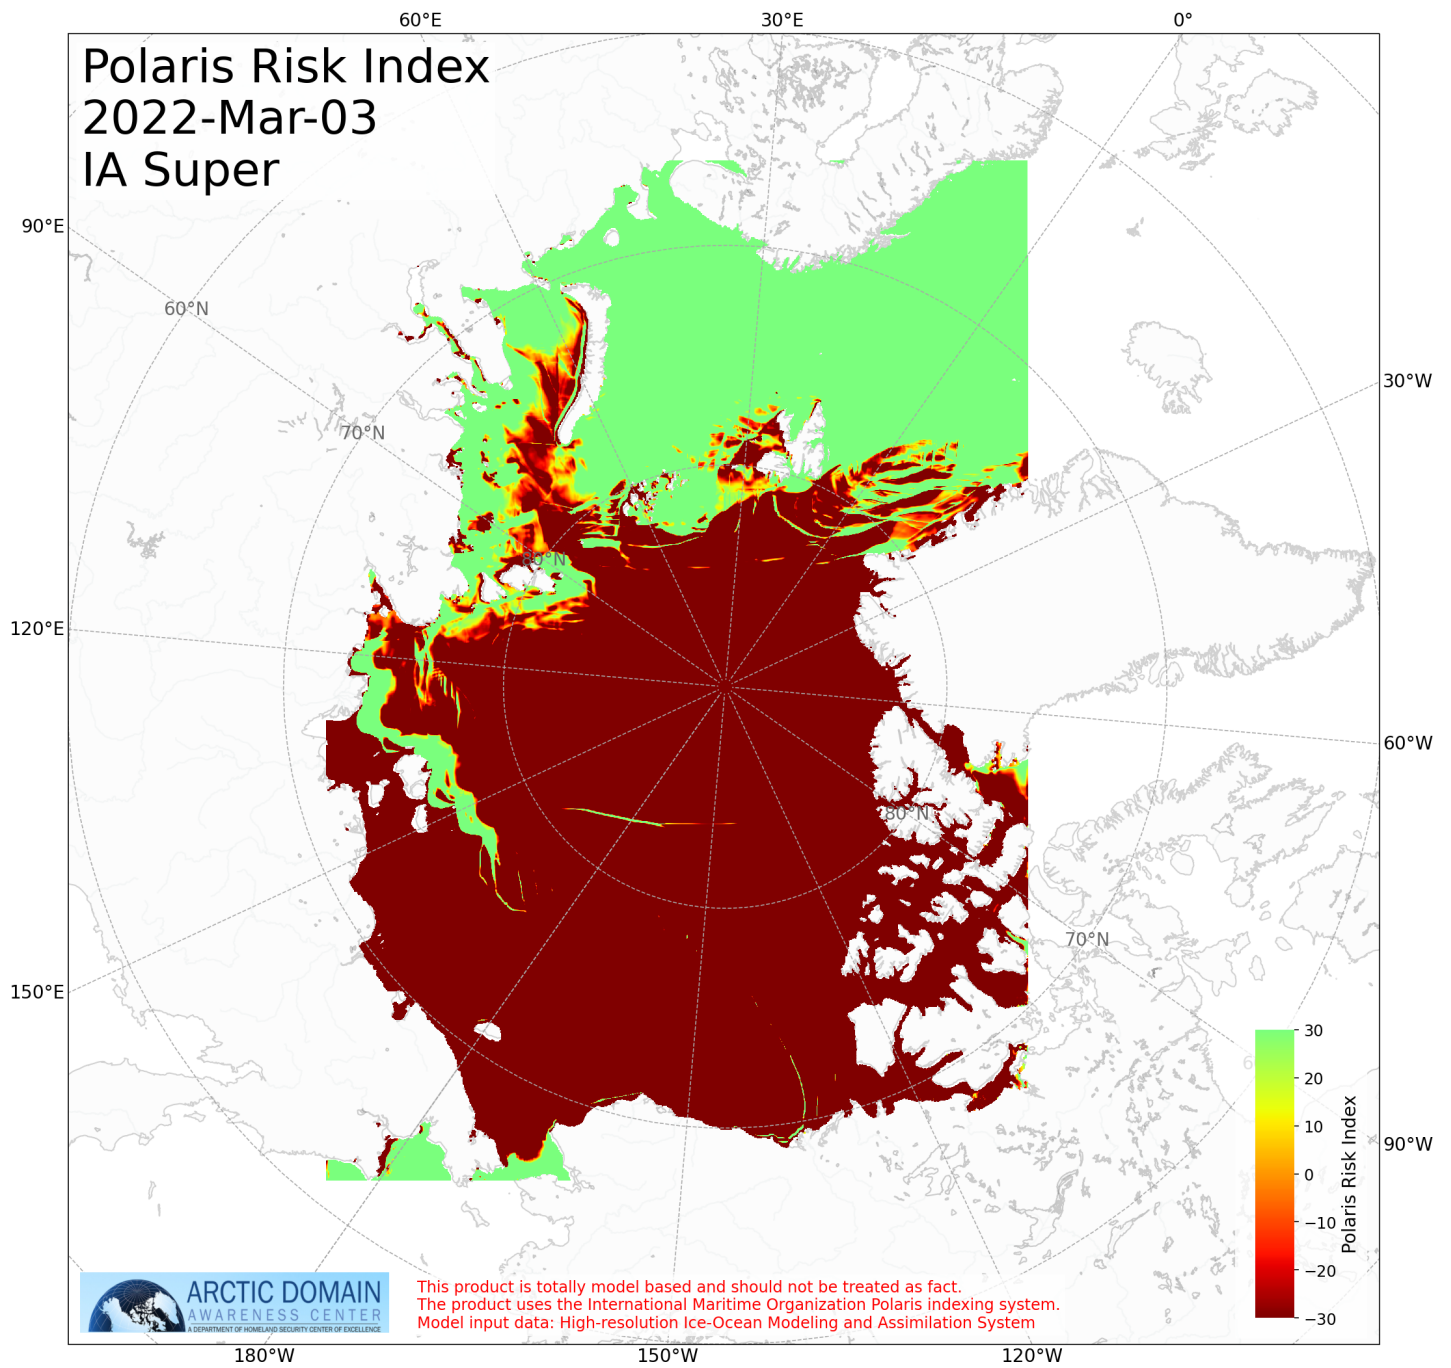 60°E
30°E
0°
Polaris Risk Index
2022-Mar-03
IA Super
90°E
60°N
30°W
70°N
80°N
120°E
60°W
80°N
70°N
150°E
30
20
10
0
−10
−20
−30
Polaris Risk Index
90°W
ARCTIC DOMAIN
AWARENESS CENTER
A DEPARTMENT OF HOMELAND SECURITY CENTER OF EXCELLENCE
This product is totally model based and should not be treated as fact.
The product uses the International Maritime Organization Polaris indexing system.
Model input data: High-resolution Ice-Ocean Modeling and Assimilation System
180°W
150°W
120°W